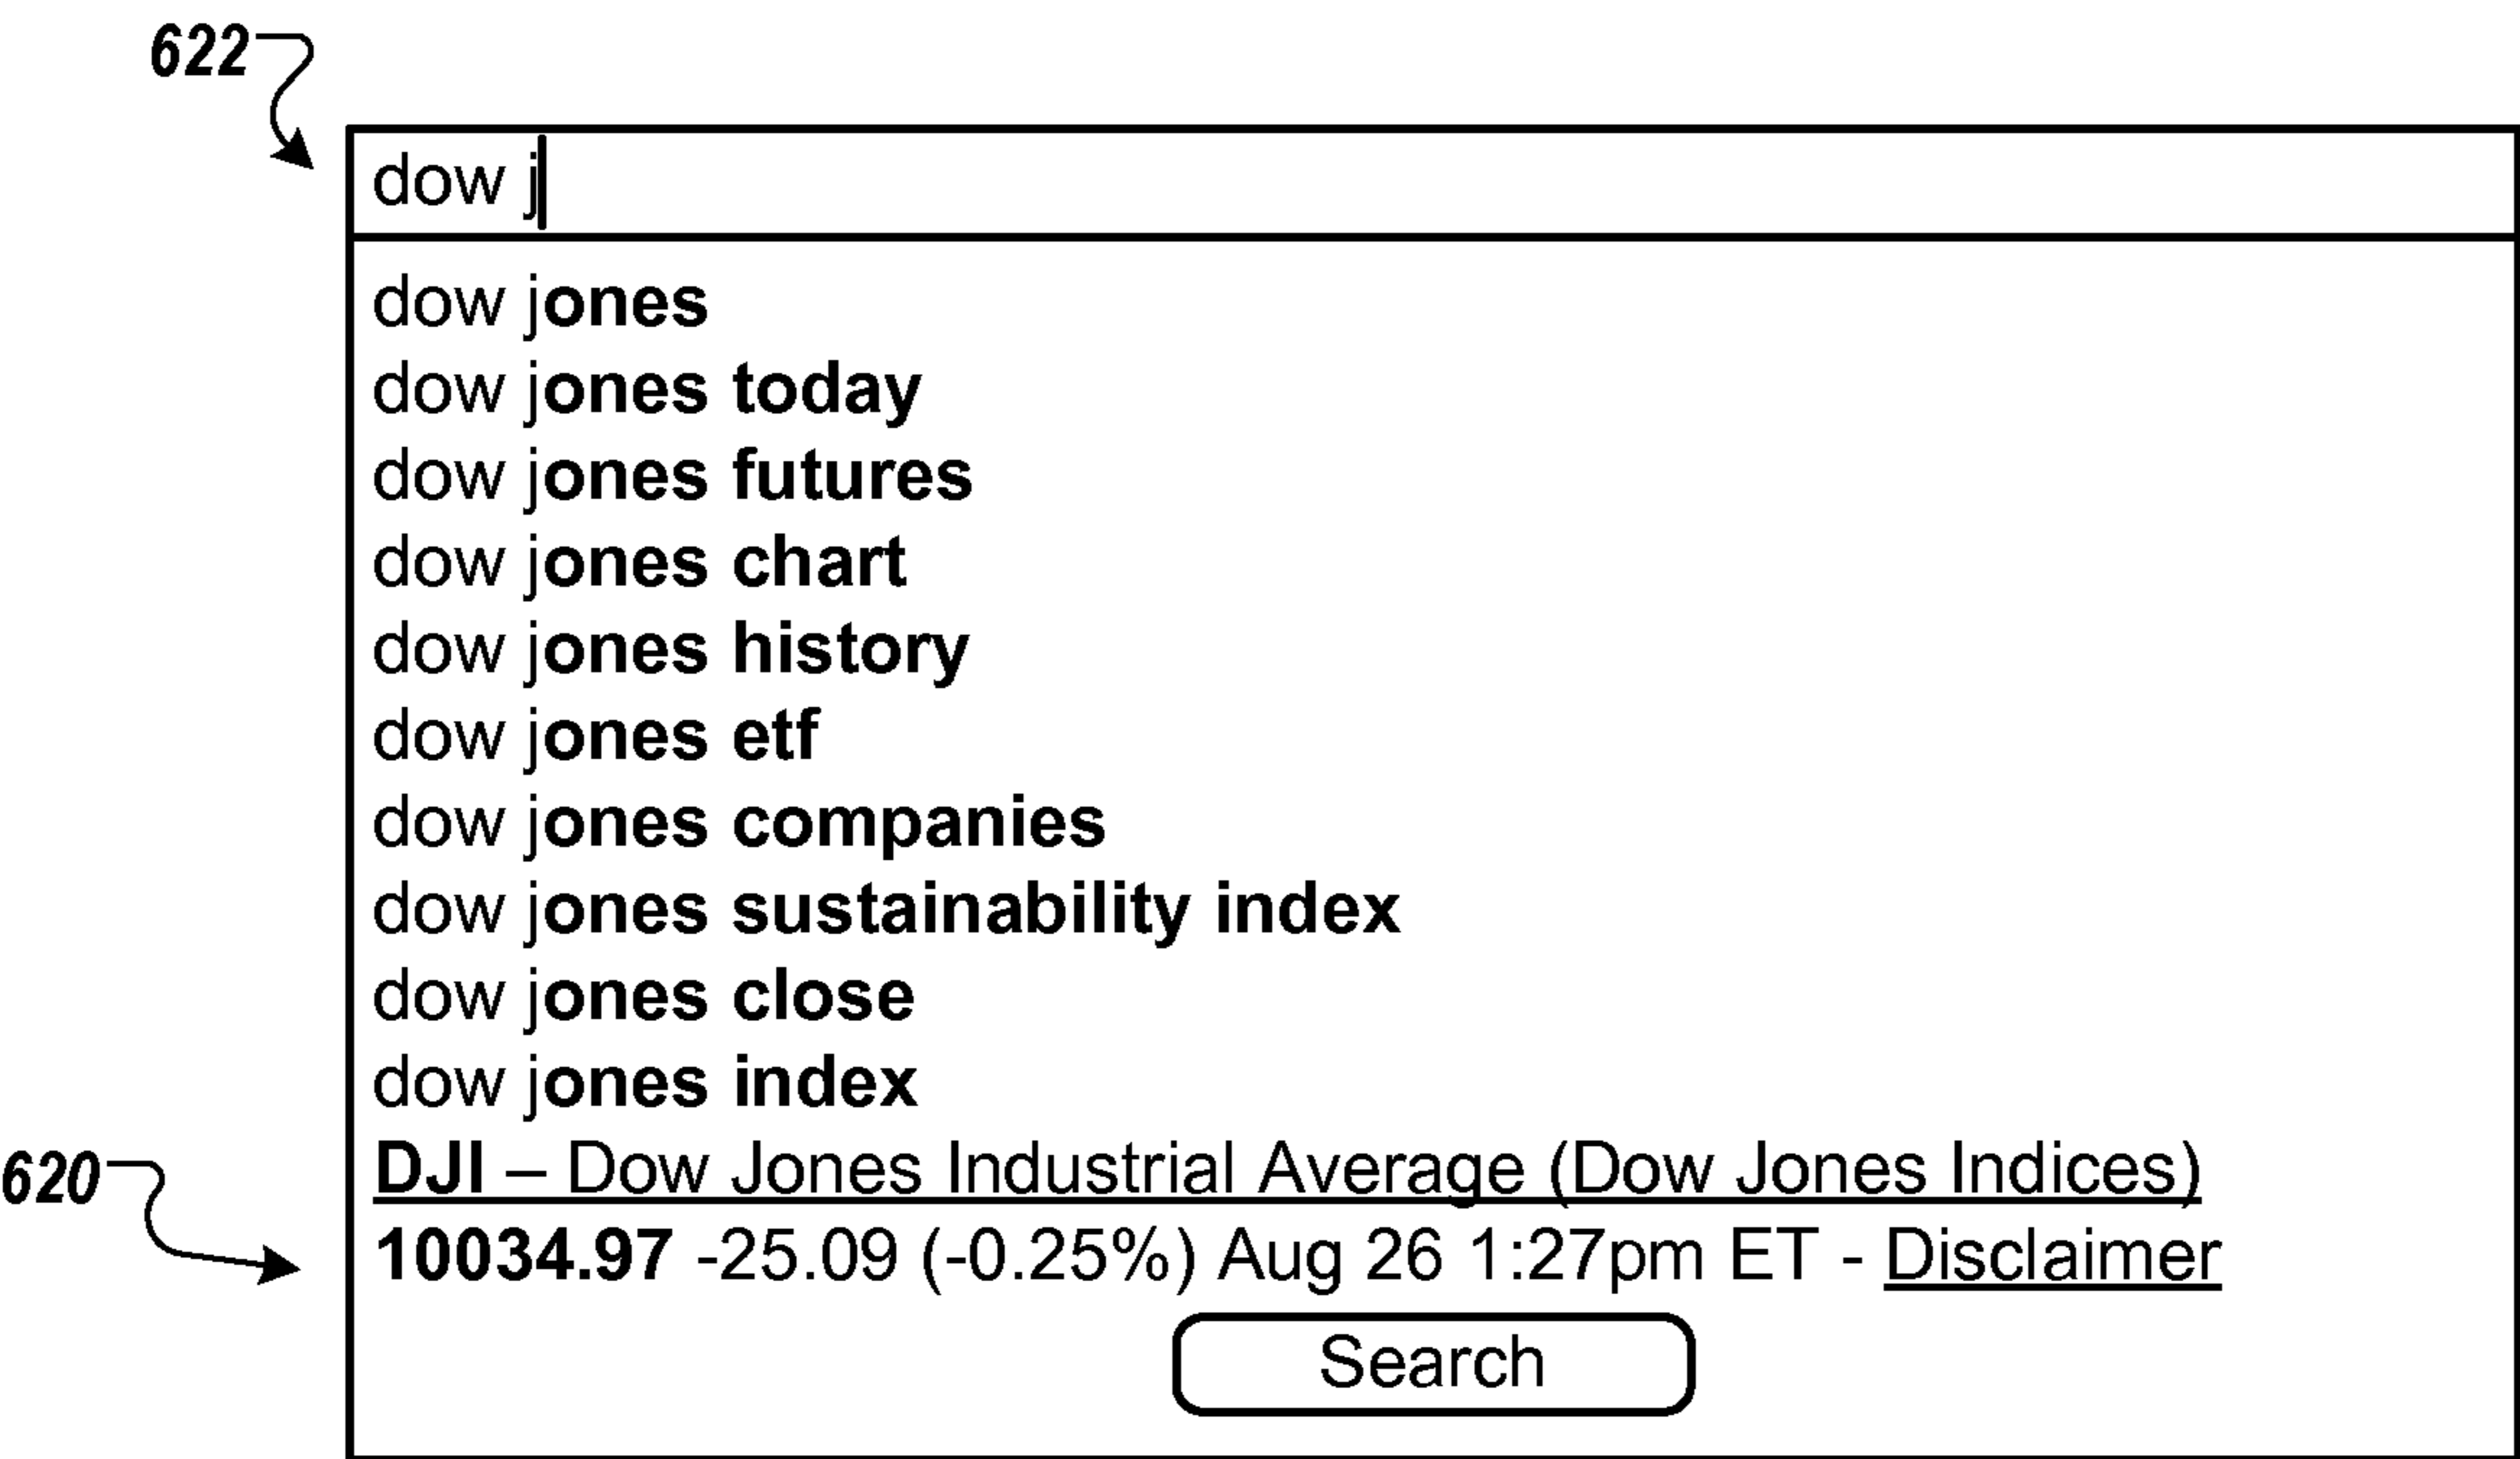 622
dow j
dow jones
dow jones today
dow jones futures
dow jones chart
dow jones history
dow jones etf
dow jones companies
dow jones sustainability index
dow jones close
dow jones index
DJI – Dow Jones Industrial Average (Dow Jones Indices)
620
10034.97 -25.09 (-0.25%) Aug 26 1:27pm ET - Disclaimer
Search